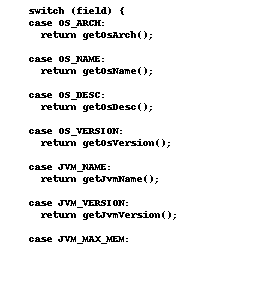 switch (field) {
case OS_ARCH:
return getOsArch();
case OS_NAME:
return getOsName();
case OS_DESC:
return getOsDesc();
case OS_VERSION:
return getOsVersion();
case JVM_NAME:
return getJvmName();
case JVM_VERSION:
return getJvmVersion();
case JVM_MAX_MEM: